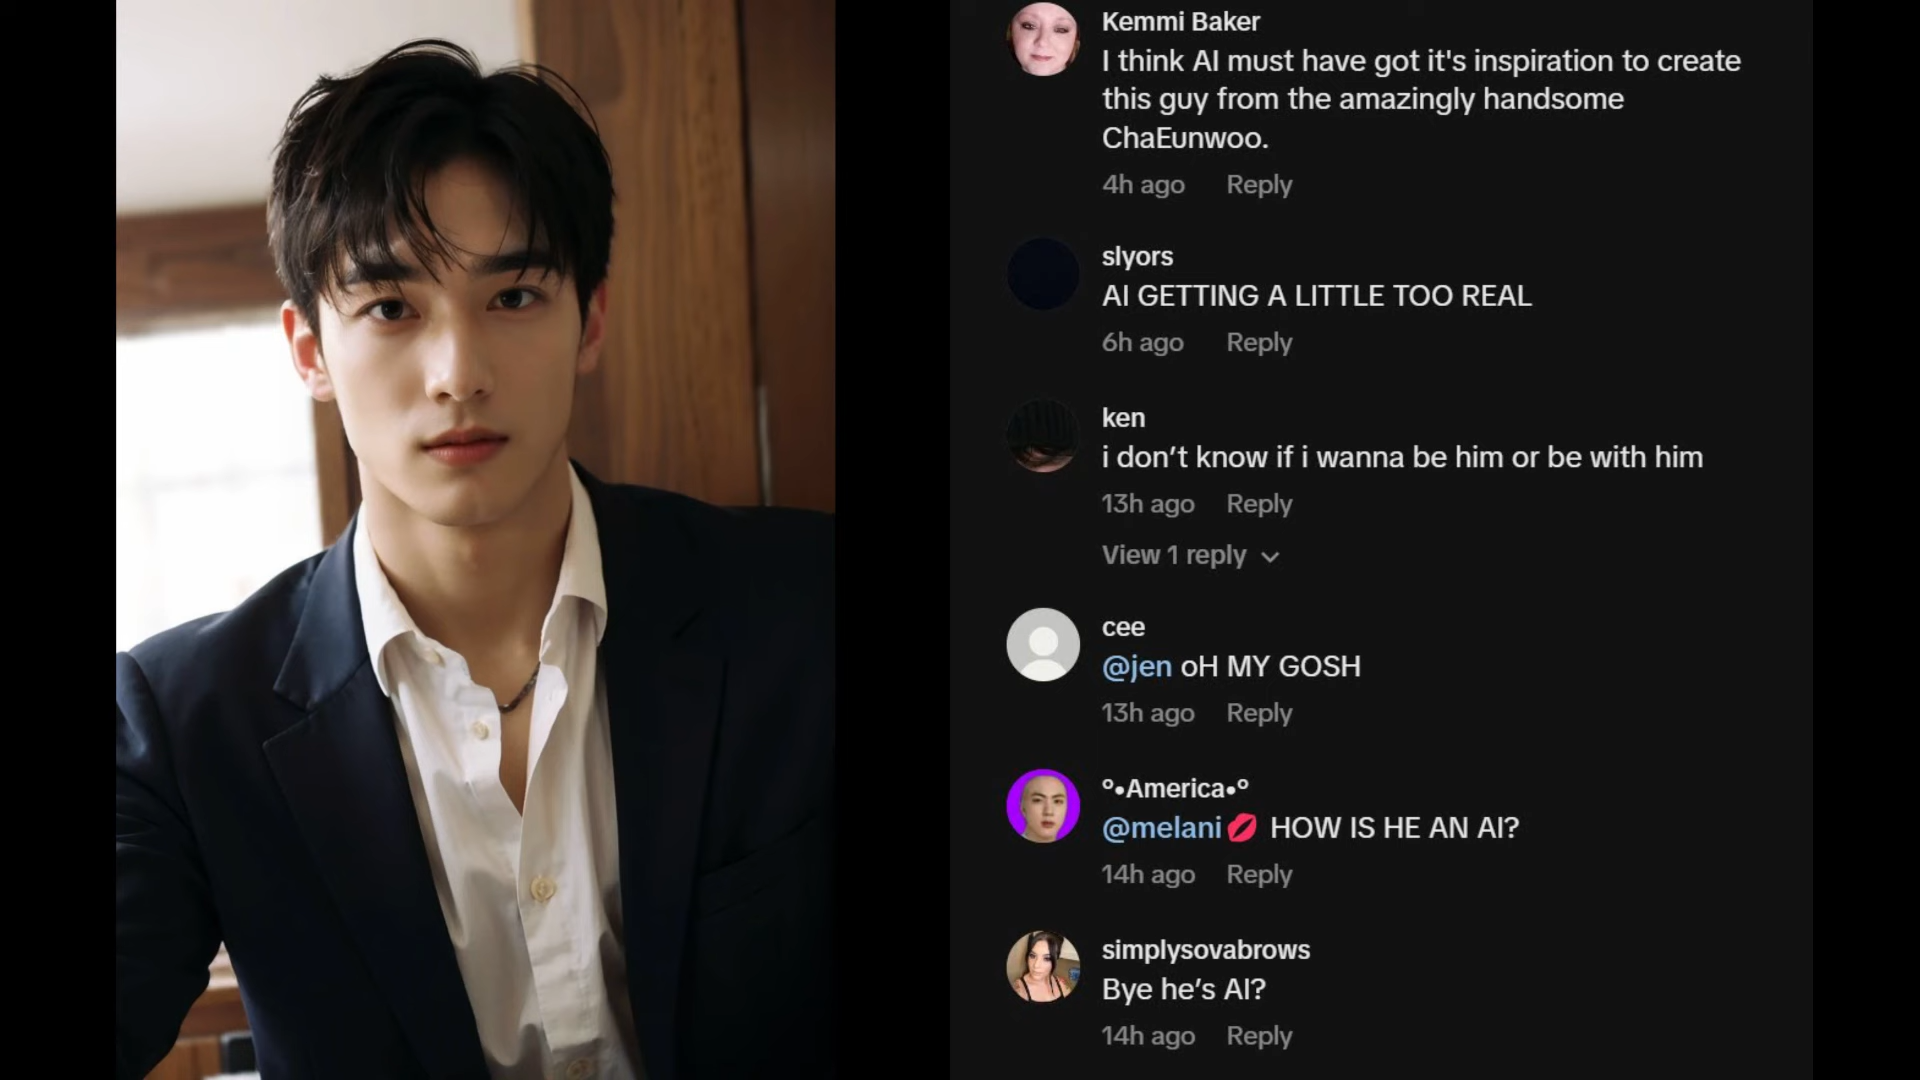 Kemmi Baker
I think AI must have got it's inspiration to create
this guy from the amazingly handsome
ChaEunwoo.
4h ago Reply
slyors
AI GETTING A LITTLE TOO REAL
6h ago Reply
ken
i don’t know if i wanna be him or be with him
13h ago Reply
View 1 reply
cee
@jen oH MY GOSH
13h ago Reply
º•America•º
@melani💋 HOW IS HE AN AI?
14h ago Reply
simplysovabrows
Bye he’s AI?
14h ago Reply